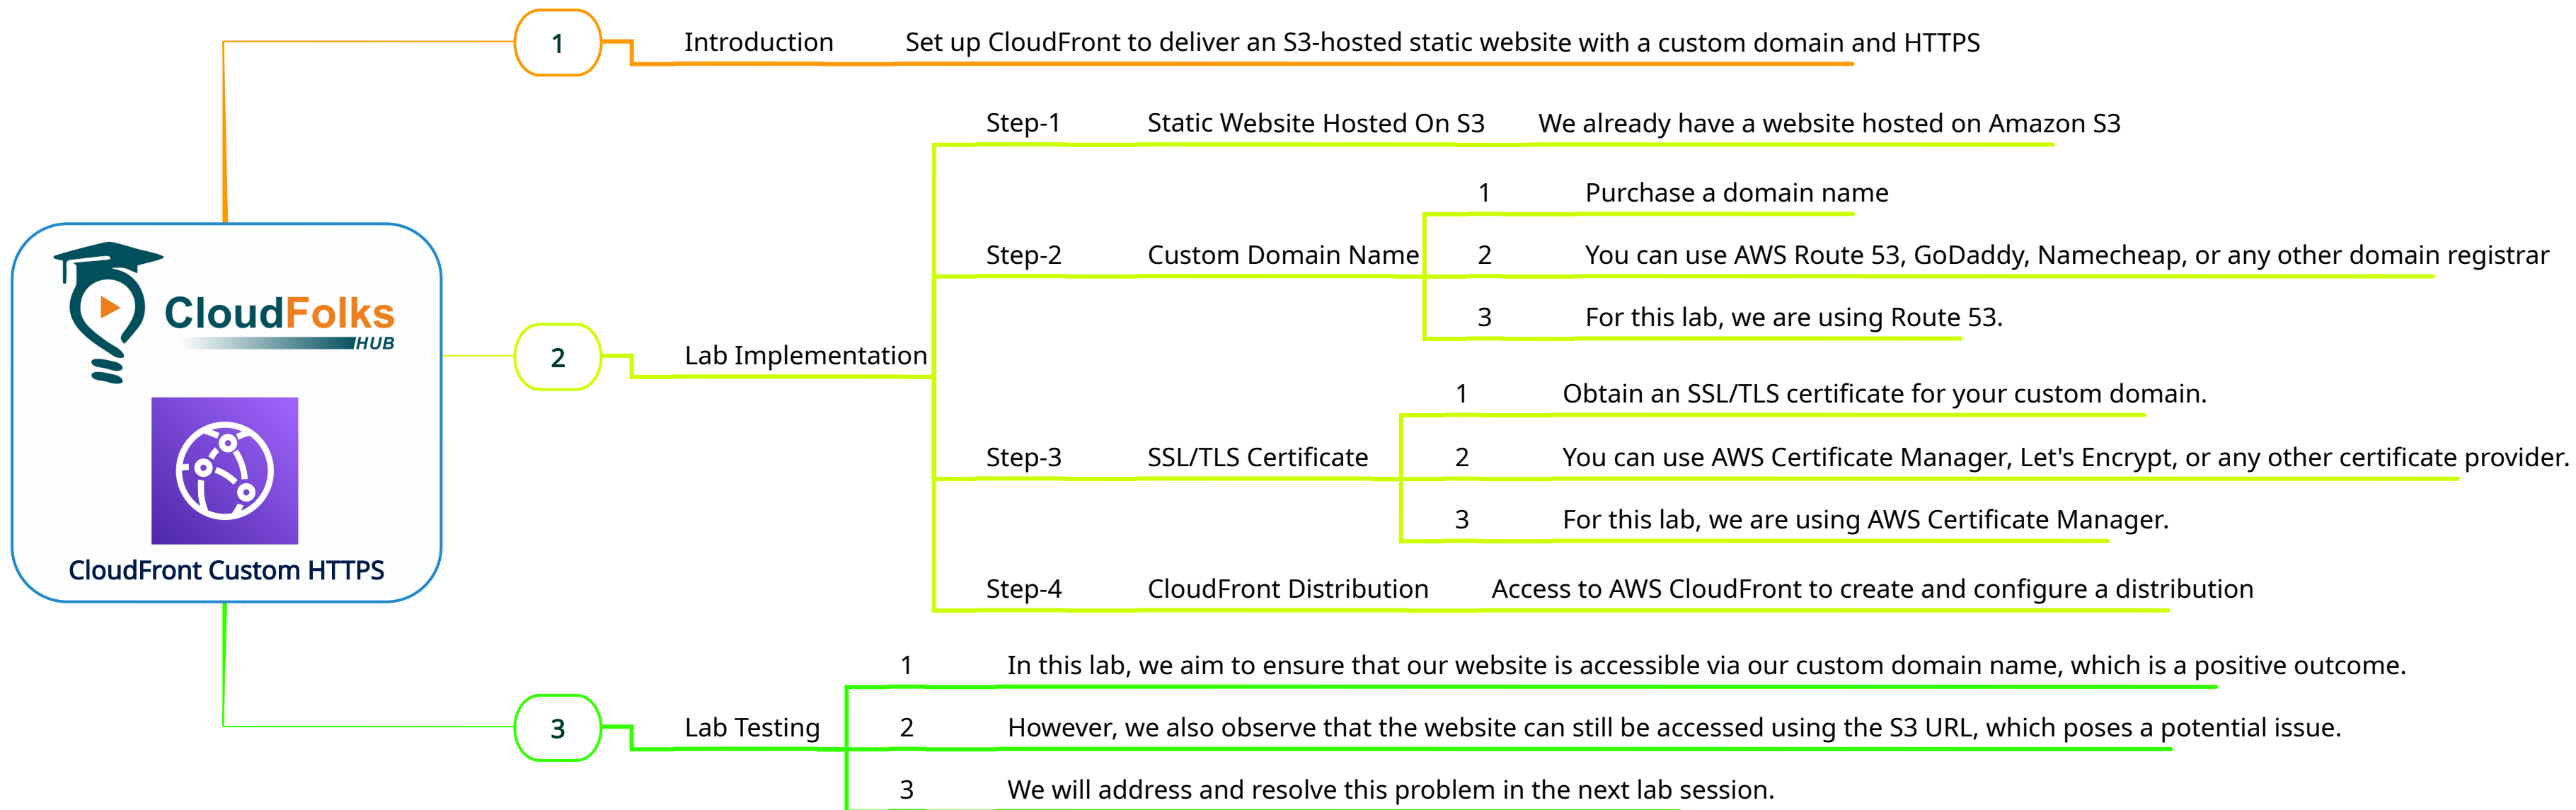 1
Introduction
Set up CloudFront to deliver an S3-hosted static website with a custom domain and HTTPS
CloudFolks
HUB
CloudFront Custom HTTPS
2
Lab Implementation
Step-1
Static Website Hosted On S3
We already have a website hosted on Amazon S3
Step-2
Custom Domain Name
1
Purchase a domain name
2
You can use AWS Route 53, GoDaddy, Namecheap, or any other domain registrar
3
For this lab, we are using Route 53.
Step-3
SSL/TLS Certificate
1
Obtain an SSL/TLS certificate for your custom domain.
2
You can use AWS Certificate Manager, Let's Encrypt, or any other certificate provider.
3
For this lab, we are using AWS Certificate Manager.
Step-4
CloudFront Distribution
Access to AWS CloudFront to create and configure a distribution
3
Lab Testing
1
In this lab, we aim to ensure that our website is accessible via our custom domain name, which is a positive outcome.
2
However, we also observe that the website can still be accessed using the S3 URL, which poses a potential issue.
3
We will address and resolve this problem in the next lab session.